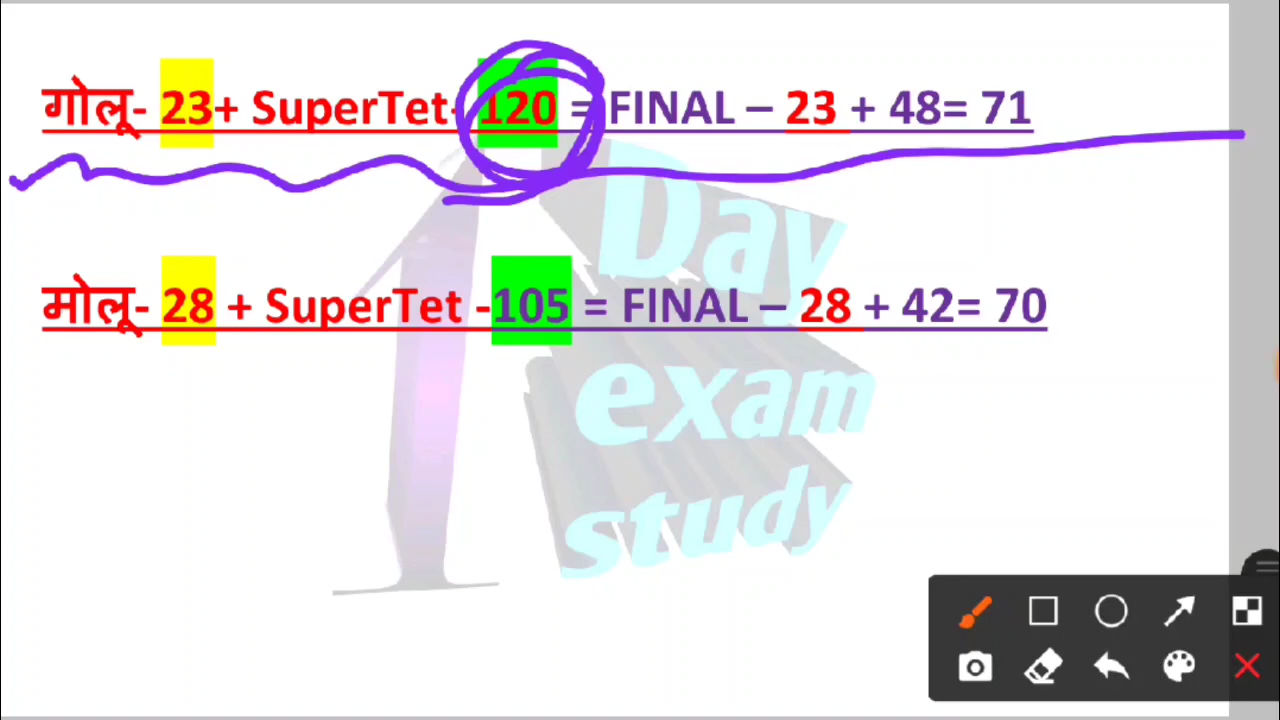 गोलू- 23+ SuperTet- 120 = FINAL – 23 + 48= 71
मोलू- 28 + SuperTet -105 = FINAL – 28 + 42= 70
1 Day
exam
study